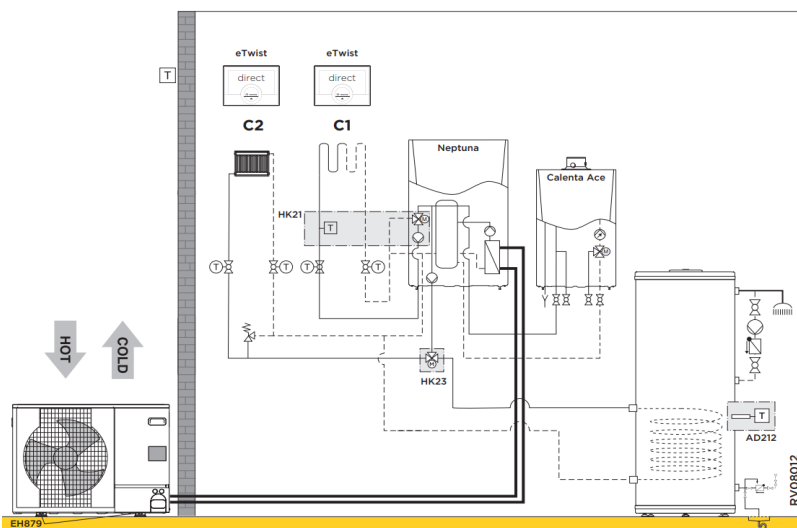 eTwist
eTwist
direct
direct
C2
C1
Neptuna
Calenta Ace
T
HK21
T
M
M
T
T
T
T
HOT
COLD
M
HK23
T
AD212
RV08012
EH879